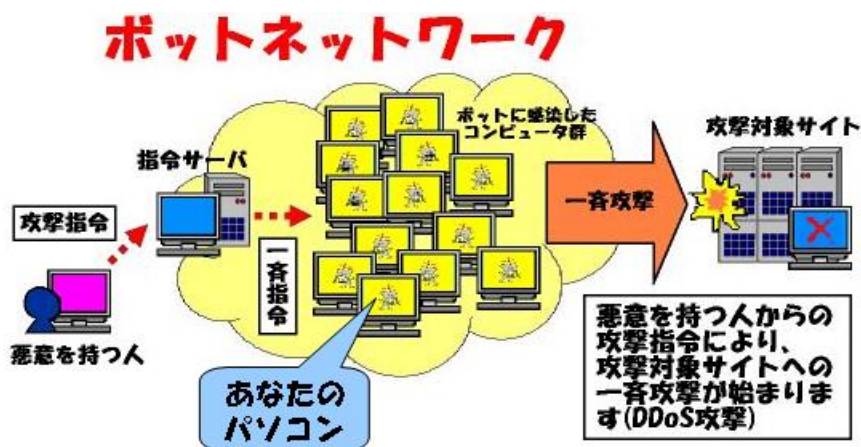 ボットネットワーク
ボットに感染した
コンピュータ群
攻撃対象サイト
指令サーバ
攻撃指令
一斉指令
一斉攻撃
悪意を持つ人
あなたの
パソコン
悪意を持つ人からの
攻撃指令により、
攻撃対象サイトへの
一斉攻撃が始まりま
す(DDoS攻撃)